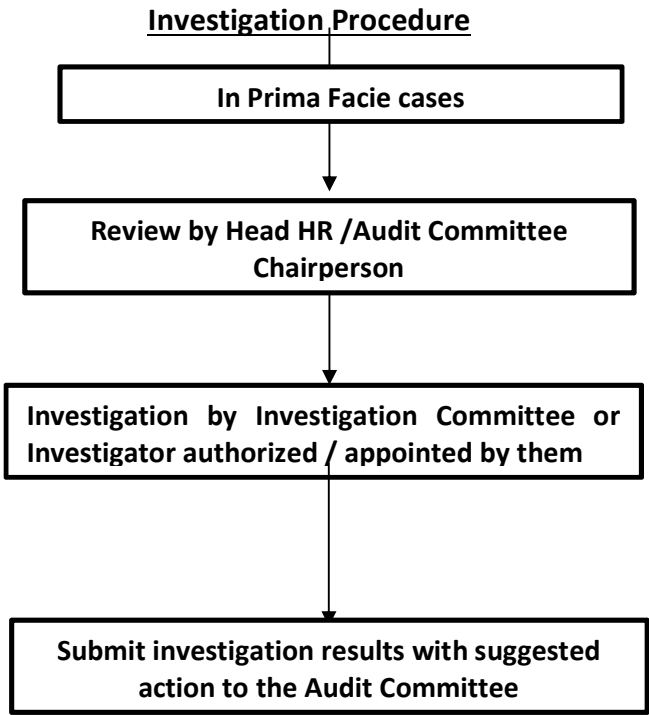 Investigation Procedure
In Prima Facie cases
Review by Head HR /Audit Committee
Chairperson
Investigation by Investigation Committee or
Investigator authorized / appointed by them
Submit investigation results with suggested
action to the Audit Committee